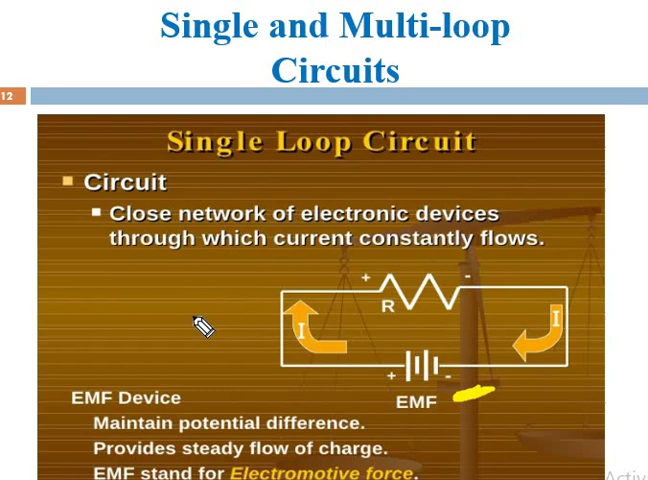 Single and Multi-loop
Circuits
12
Single Loop Circuit
Circuit
Close network of electronic devices
through which current constantly flows.
+ -
R
I I
+ -
EMF
EMF Device
Maintain potential difference.
Provides steady flow of charge.
EMF stand for Electromotive force.